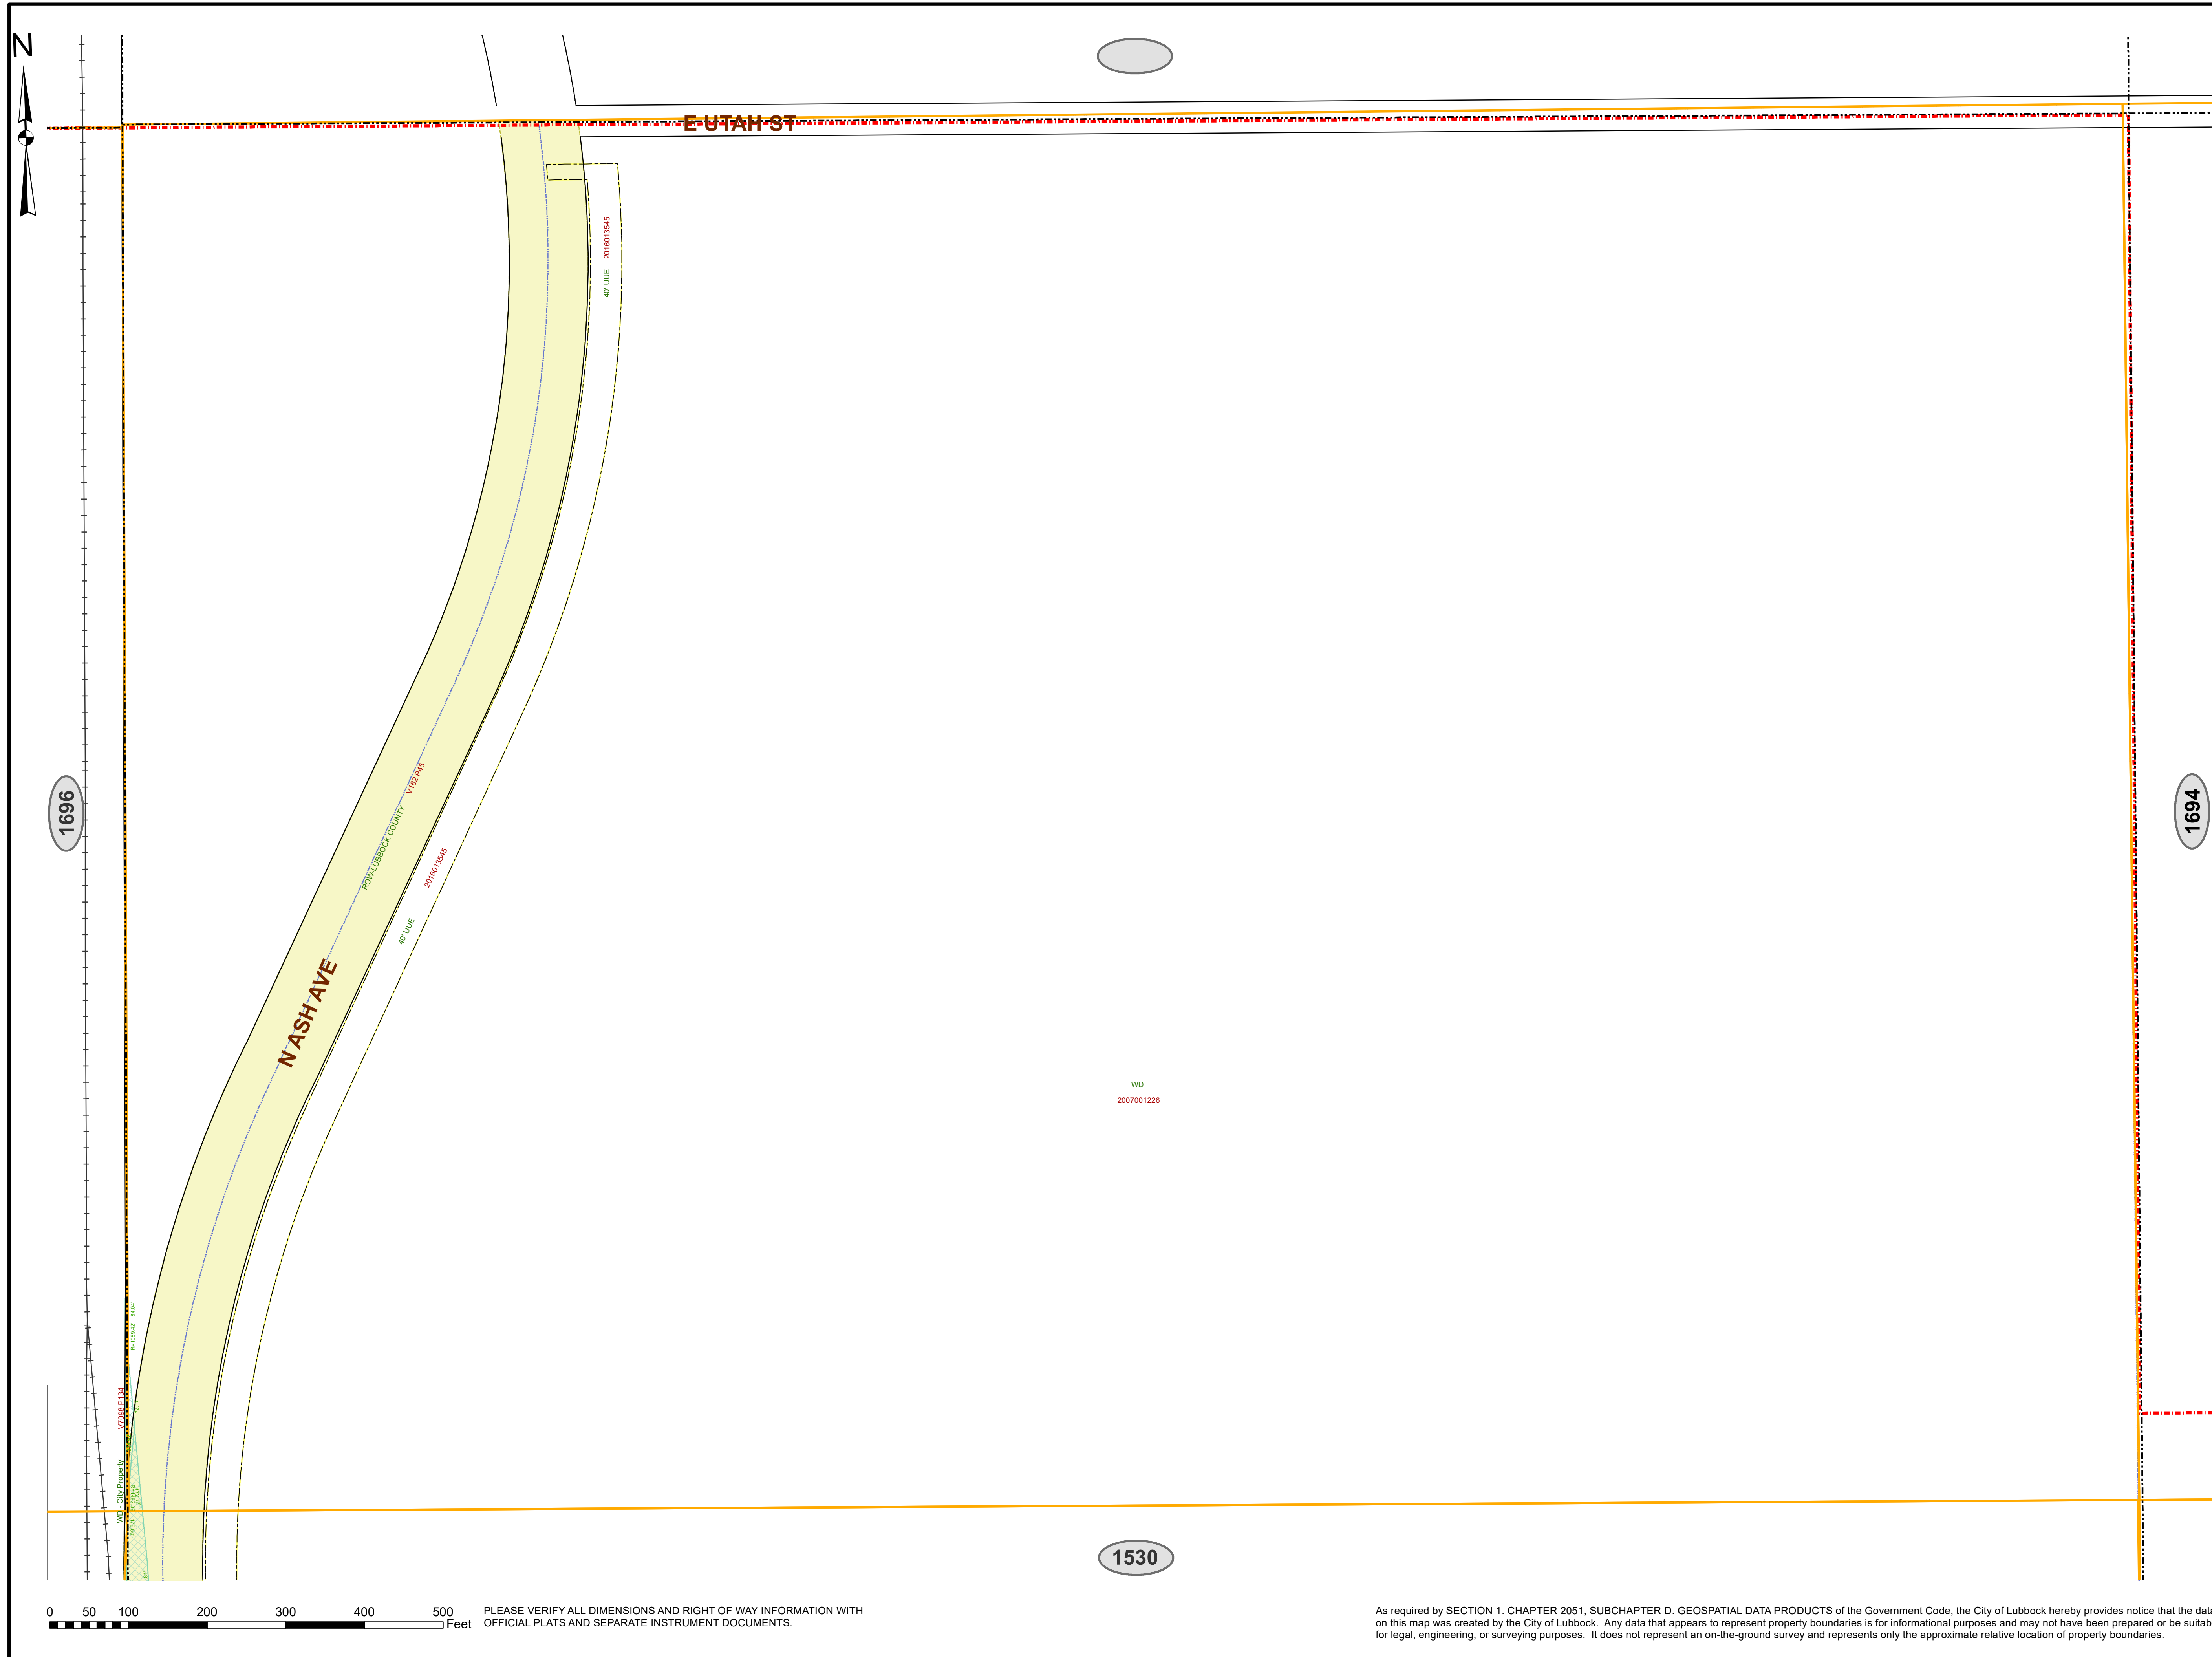 N
E UTAH ST
2016013545
40' UUE
1696
1694
V162 P45
ROW-LUBBOCK COUNTY
2016013545
40' UUE
N ASH AVE
WD
2007001226
V7098 P134
WD - City Property
1530
0 50 100 200 300 400 500
Feet
PLEASE VERIFY ALL DIMENSIONS AND RIGHT OF WAY INFORMATION WITH
OFFICIAL PLATS AND SEPARATE INSTRUMENT DOCUMENTS.
As required by SECTION 1. CHAPTER 2051, SUBCHAPTER D. GEOSPATIAL DATA PRODUCTS of the Government Code, the City of Lubbock hereby provides notice that the data
on this map was created by the City of Lubbock. Any data that appears to represent property boundaries is for informational purposes and may not have been prepared or be suitab
for legal, engineering, or surveying purposes. It does not represent an on-the-ground survey and represents only the approximate relative location of property boundaries.